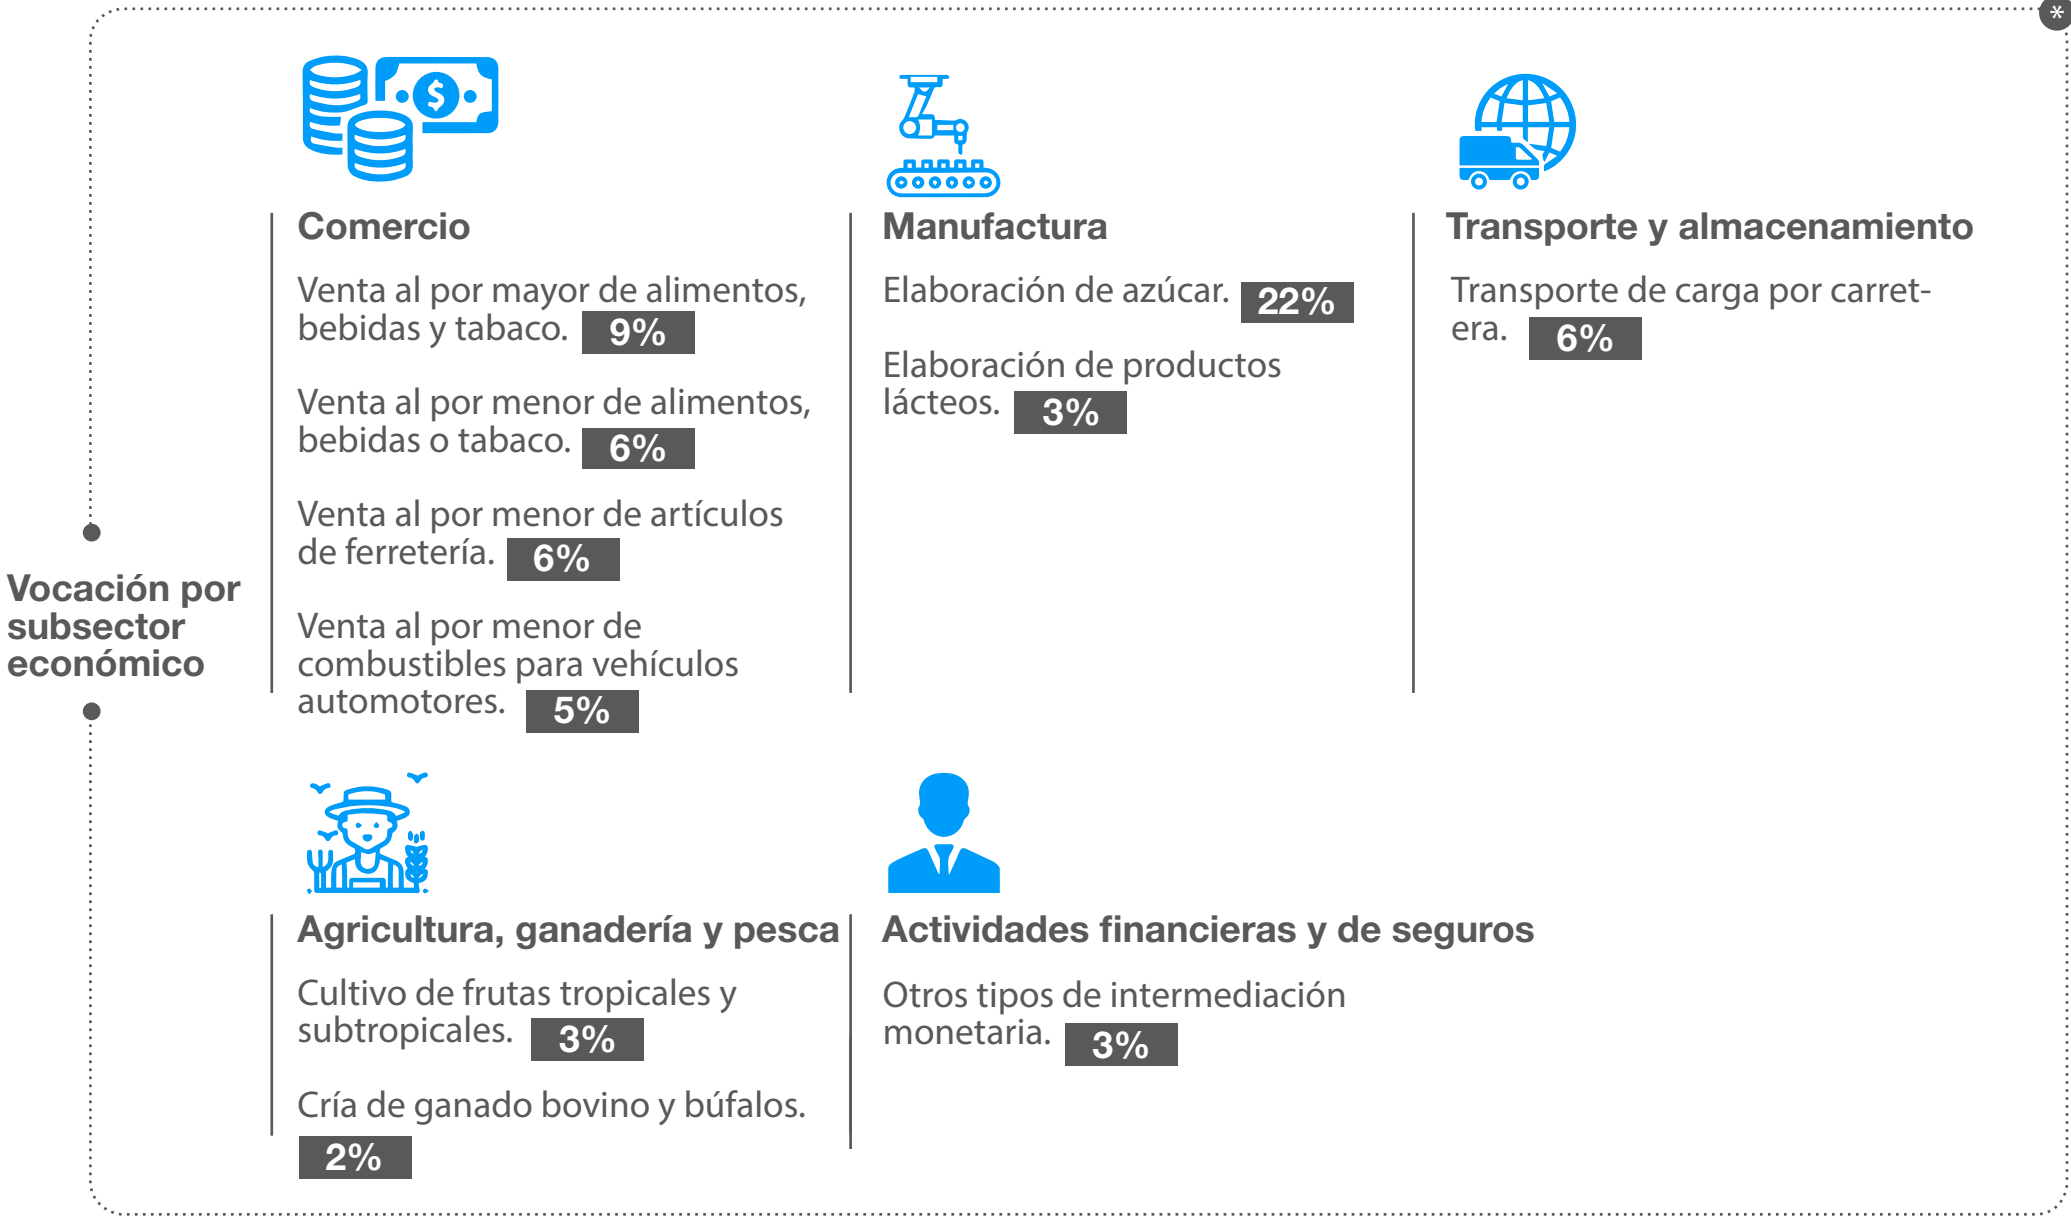 *
Vocación por
subsector
económico
Comercio
Venta al por mayor de alimentos,
bebidas y tabaco. 9%
Venta al por menor de alimentos,
bebidas o tabaco. 6%
Venta al por menor de artículos
de ferretería. 6%
Venta al por menor de
combustibles para vehículos
automotores. 5%
Manufactura
Elaboración de azúcar. 22%
Elaboración de productos
lácteos. 3%
Transporte y almacenamiento
Transporte de carga por carret-
era. 6%
Agricultura, ganadería y pesca
Cultivo de frutas tropicales y
subtropicales. 3%
Cría de ganado bovino y búfalos.
2%
Actividades financieras y de seguros
Otros tipos de intermediación
monetaria. 3%